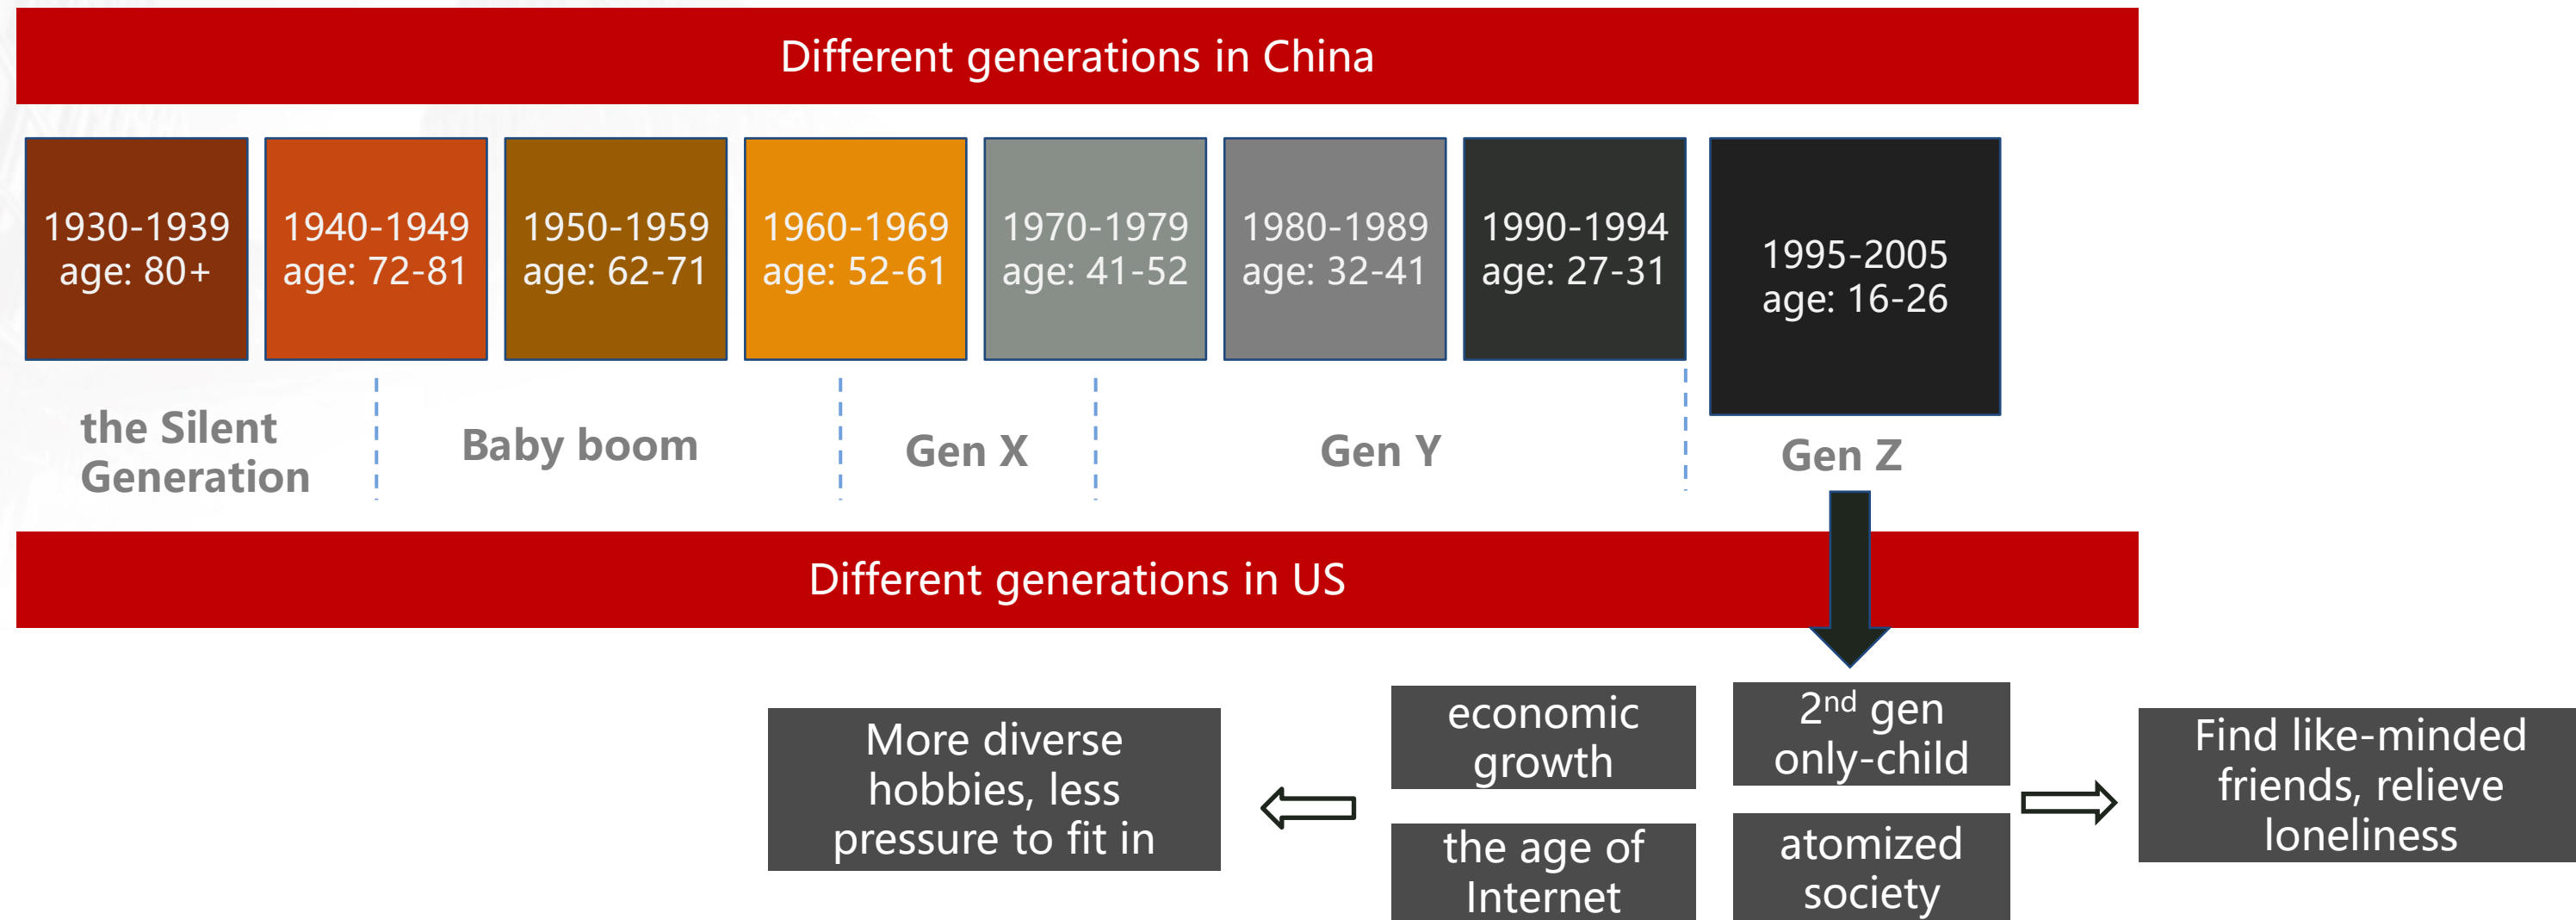 Different generations in China
1930-1939
age: 80+
1940-1949
age: 72-81
1950-1959
age: 62-71
1960-1969
age: 52-61
1970-1979
age: 41-52
1980-1989
age: 32-41
1990-1994
age: 27-31
1995-2005
age: 16-26
the Silent
Generation
Baby boom
Gen X
Gen Y
Gen Z
Different generations in US
More diverse
hobbies, less
pressure to fit in
economic
growth
the age of
Internet
2nd gen
only-child
atomized
society
Find like-minded
friends, relieve
loneliness